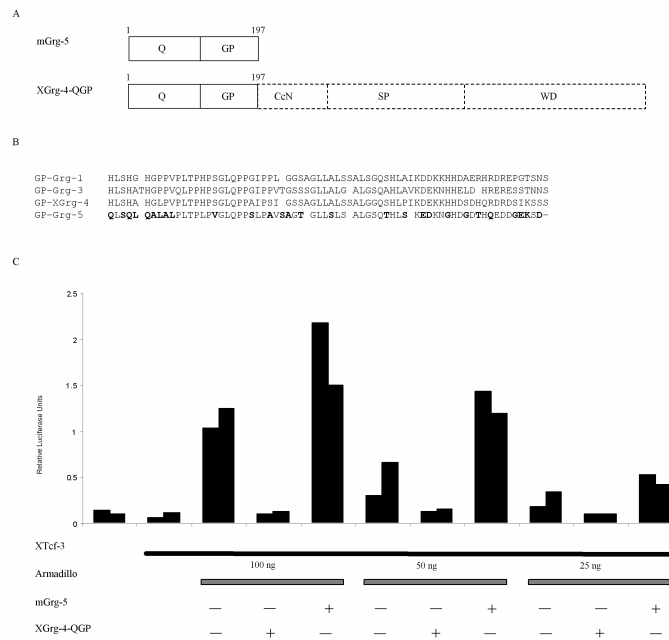 A
1 197
mGrg-5 Q GP
1 197
XGrg-4-QGP Q GP CcN SP WD
B
GP-Grg-1 HLSHG HGPPVPLTPHPSGLQPPGIPPL GGSAGLLALSSALSGQSHLAIKDDKKHHDAERHRDREPGTSNS
GP-Grg-3 HLSHATHGPPVQLPPHPSGLQPPGIPPVTGSSSGLLALG ALGSQAHLAVKDEKNHHELD HRERESSTNNS
GP-XGrg-4 HLSHA HGLPVPLTPHPSGLQPPAIPSI GSSAGLLALSSALGGQSHLPIKDEKKHHDSDHQRDRDSIKSSS
GP-Grg-5 QLSQLQALALPLTPLPVGLQPPSLPAVSAGT GLLSLS ALGSQTHLS KEDKNGHDGDTHQEDDGEKSD-
C
2.5
2
1.5
1
0.5
0
Relative Luciferase Units
XTcf-3
Armadillo 100 ng 50 ng 25 ng
mGrg-5 — — + — — + — — +
XGrg-4-QGP — + — — + — — + —